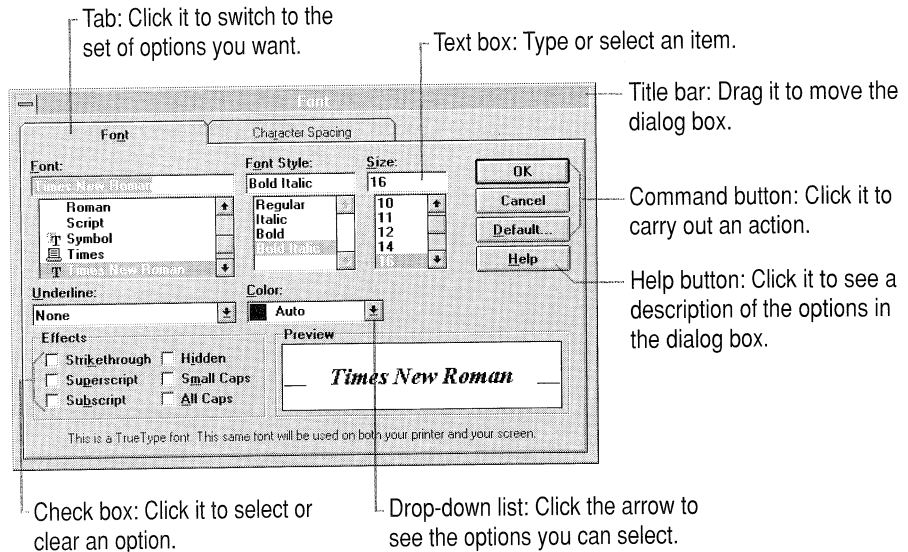 Tab: Click it to switch to the
set of options you want.
Text box: Type or select an item.
Title bar: Drag it to move the
dialog box.
Font
Font
Character Spacing
Font:
Times New Roman
Roman
Script
Symbol
Times
Times New Roman
Font Style:
Bold Italic
Regular
Italic
Bold
Bold Italic
Size:
16
10
11
12
14
16
OK
Cancel
Default...
Help
Command button: Click it to
carry out an action.
Help button: Click it to see a
description of the options in
the dialog box.
Underline:
None
Color:
Auto
Effects
Strikethrough
Hidden
Superscript
Small Caps
Subscript
All Caps
Preview
Times New Roman
This is a TrueType font. This same font will be used on both your printer and your screen.
Check box: Click it to select or
clear an option.
Drop-down list: Click the arrow to
see the options you can select.